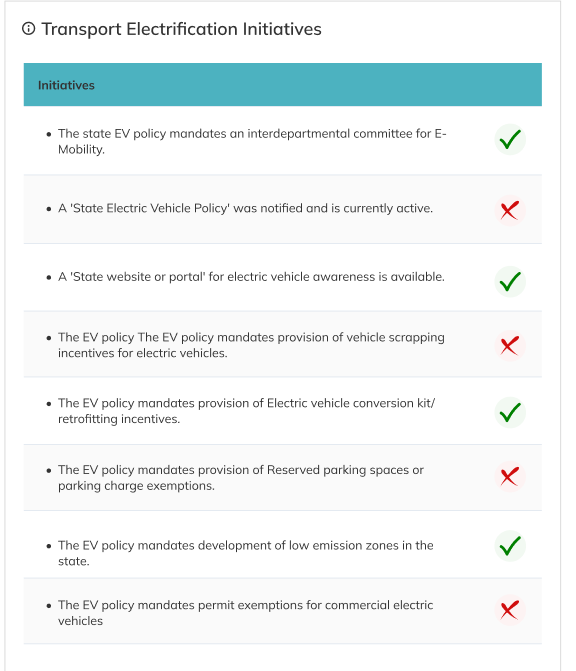 Transport Electrification Initiatives
Initiatives
• The state EV policy mandates an interdepartmental committee for E-
Mobility.
• A 'State Electric Vehicle Policy' was notified and is currently active.
• A 'State website or portal' for electric vehicle awareness is available.
• The EV policy The EV policy mandates provision of vehicle scrapping
incentives for electric vehicles.
• The EV policy mandates provision of Electric vehicle conversion kit/
retrofitting incentives.
• The EV policy mandates provision of Reserved parking spaces or
parking charge exemptions.
• The EV policy mandates development of low emission zones in the
state.
• The EV policy mandates permit exemptions for commercial electric
vehicles